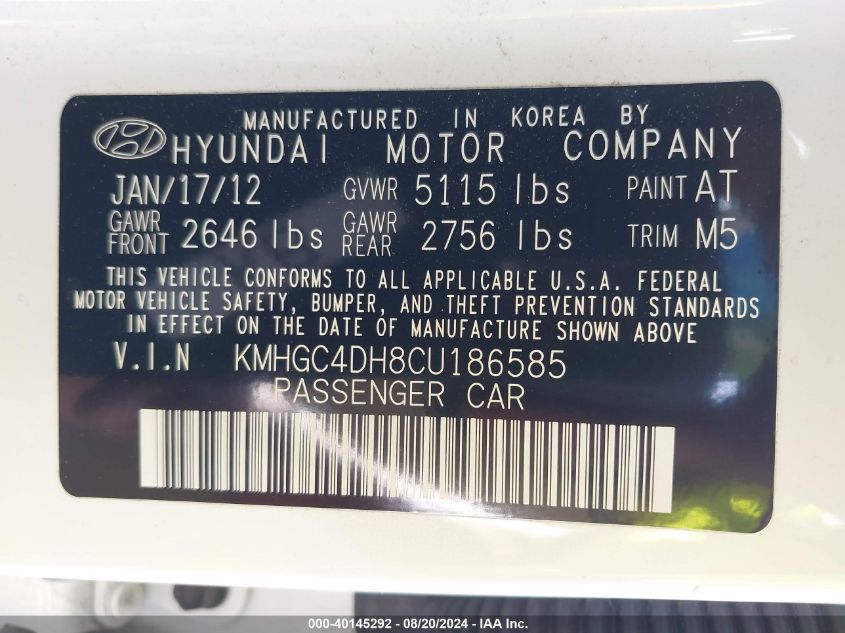 MANUFACTURED IN KOREA BY
HYUNDAI MOTOR COMPANY
JAN/17/12 GVWR 5115 lbs PAINT AT
GAWR FRONT 2646 lbs GAWR REAR 2756 lbs TRIM M5
THIS VEHICLE CONFORMS TO ALL APPLICABLE U.S.A. FEDERAL
MOTOR VEHICLE SAFETY, BUMPER, AND THEFT PREVENTION STANDARDS
IN EFFECT ON THE DATE OF MANUFACTURE SHOWN ABOVE
V.I.N KMHGC4DH8CU186585
PASSENGER CAR
000-40145292 - 08/20/2024 - IAA Inc.